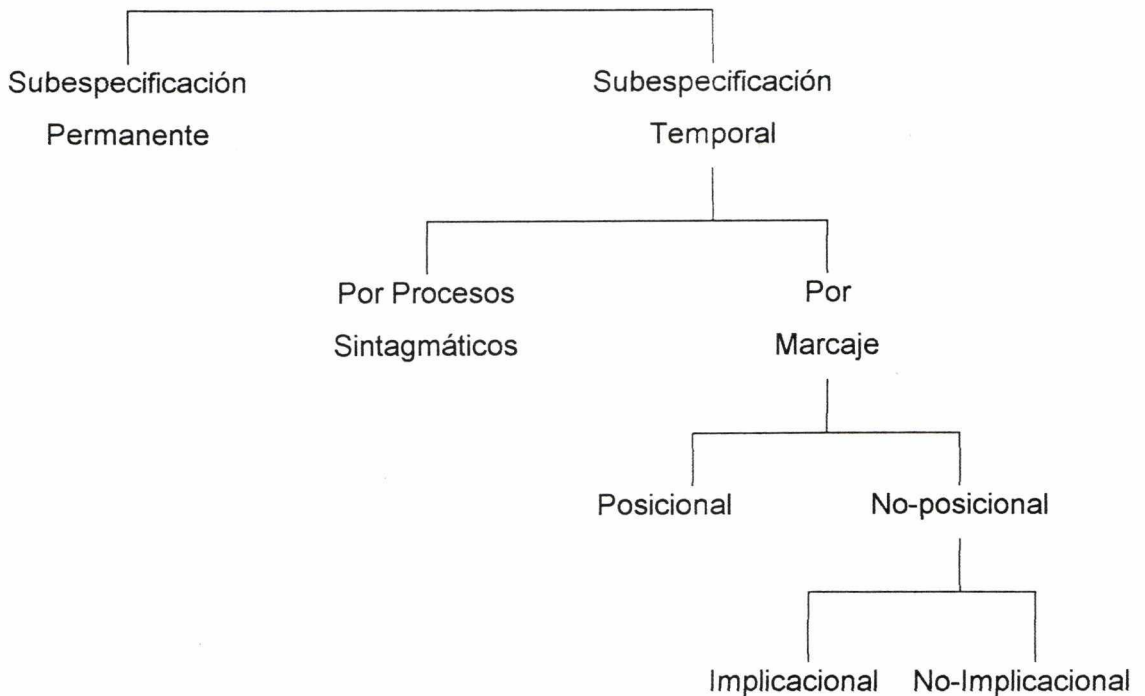 Subespecificación
Permanente
Subespecificación
Temporal
Por Procesos
Sintagmáticos
Por
Marcaje
Posicional
No-posicional
Implicacional
No-Implicacional